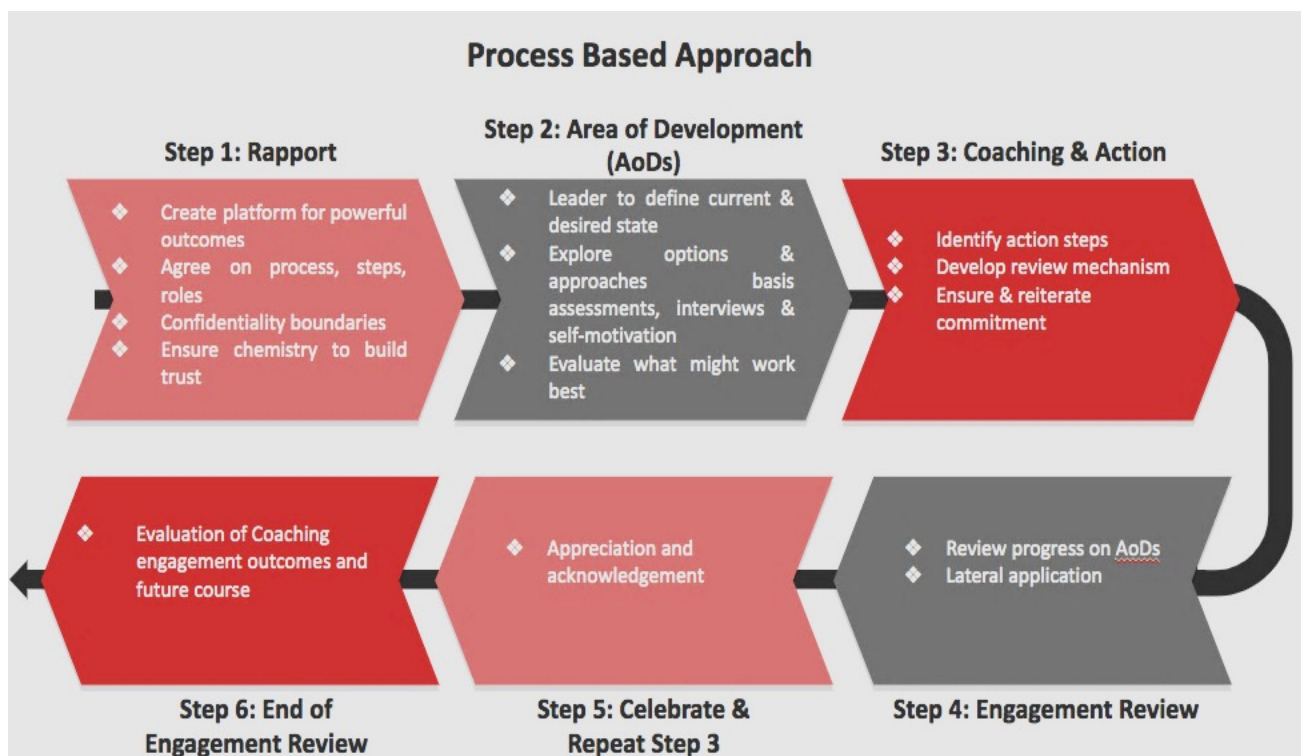 Process Based Approach
Step 1: Rapport
❖ Create platform for powerful
outcomes
❖ Agree on process, steps,
roles
❖ Confidentiality boundaries
❖ Ensure chemistry to build
trust
Step 2: Area of Development
(AoDs)
❖ Leader to define current &
desired state
❖ Explore options &
approaches basis
assessments, interviews &
self-motivation
❖ Evaluate what might work
best
Step 3: Coaching & Action
❖ Identify action steps
❖ Develop review mechanism
❖ Ensure & reiterate
commitment
❖ Review progress on AoDs
❖ Lateral application
Step 4: Engagement Review
❖ Appreciation and
acknowledgement
Step 5: Celebrate &
Repeat Step 3
❖ Evaluation of Coaching
engagement outcomes and
future course
Step 6: End of
Engagement Review